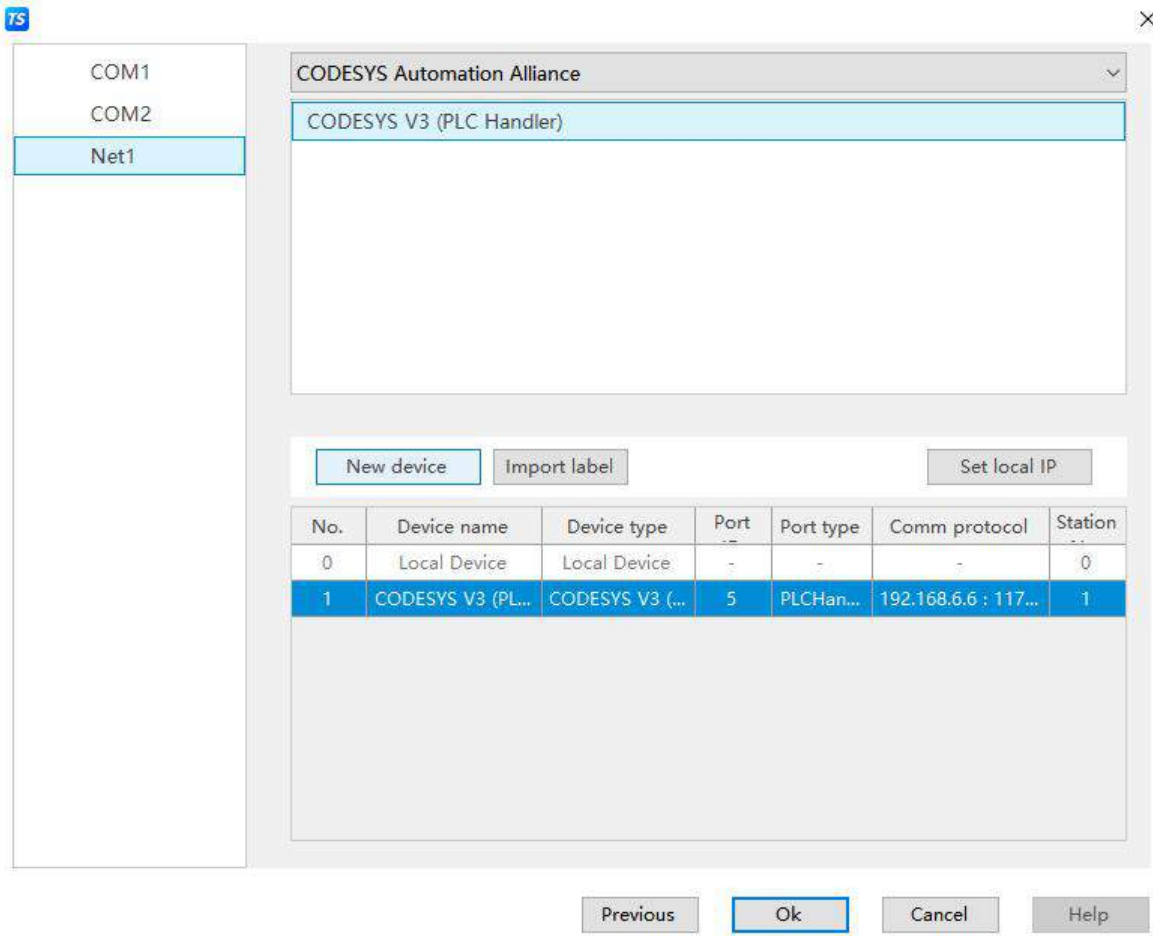 TS
COM1
COM2
Net1
CODESYS Automation Alliance
CODESYS V3 (PLC Handler)
New device Import label Set local IP
No. Device name Device type Port Port type Comm protocol Station
0 Local Device Local Device - - - 0
1 CODESYS V3 (PL... CODESYS V3 (... 5 PLCHan... 192.168.6.6 : 117... 1
Previous Ok Cancel Help